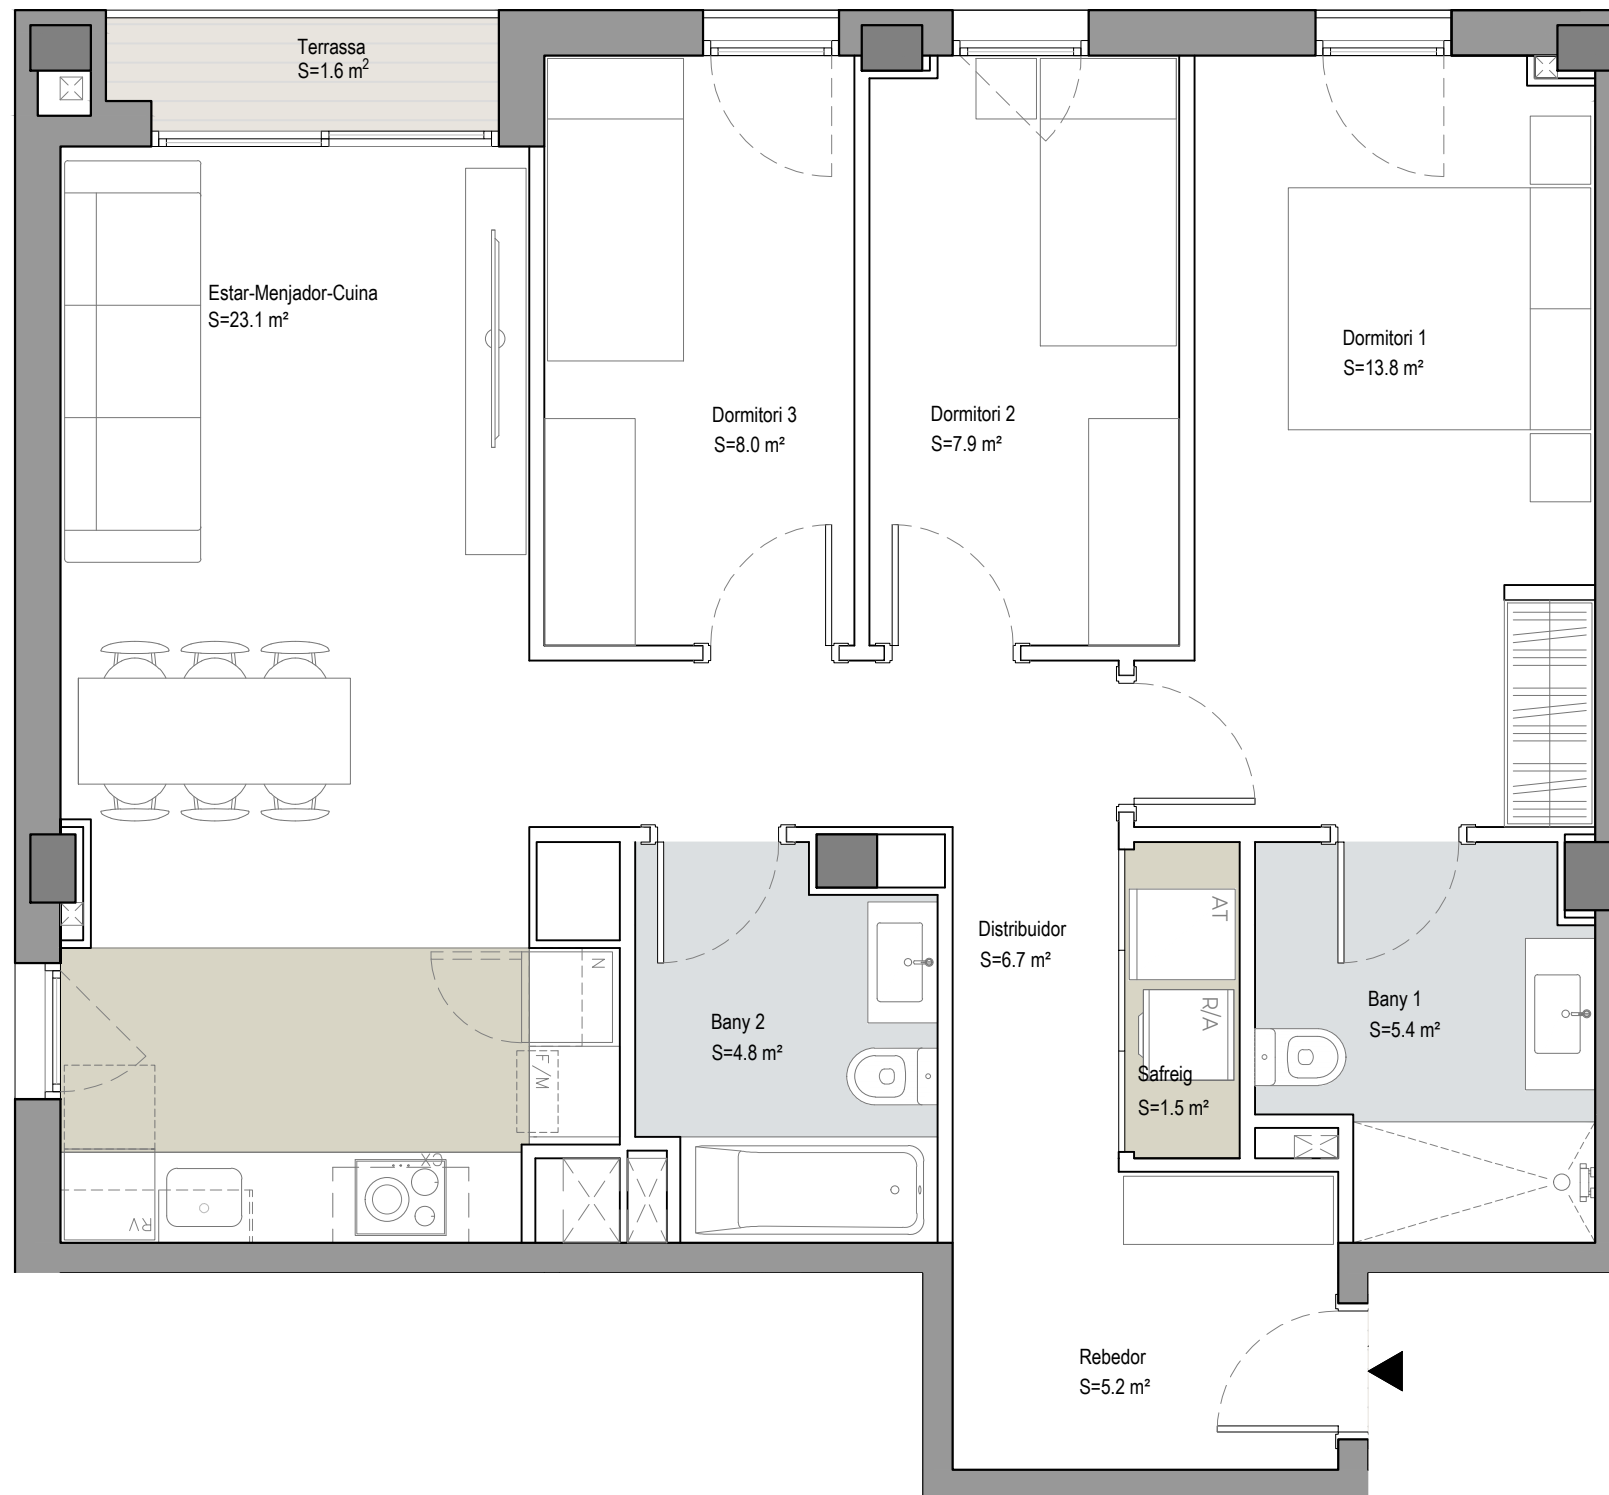 Terrassa
S=1.6 m²
Estar-Menjador-Cuina
S=23.1 m²
Dormitori 1
S=13.8 m²
Dormitori 3
S=8.0 m²
Dormitori 2
S=7.9 m²
AT
Distribuidor
S=6.7 m²
N
R/A
Bany 1
S=5.4 m²
Bany 2
S=4.8 m²
F/M
Safreig
S=1.5 m²
RV
Rebedor
S=5.2 m²